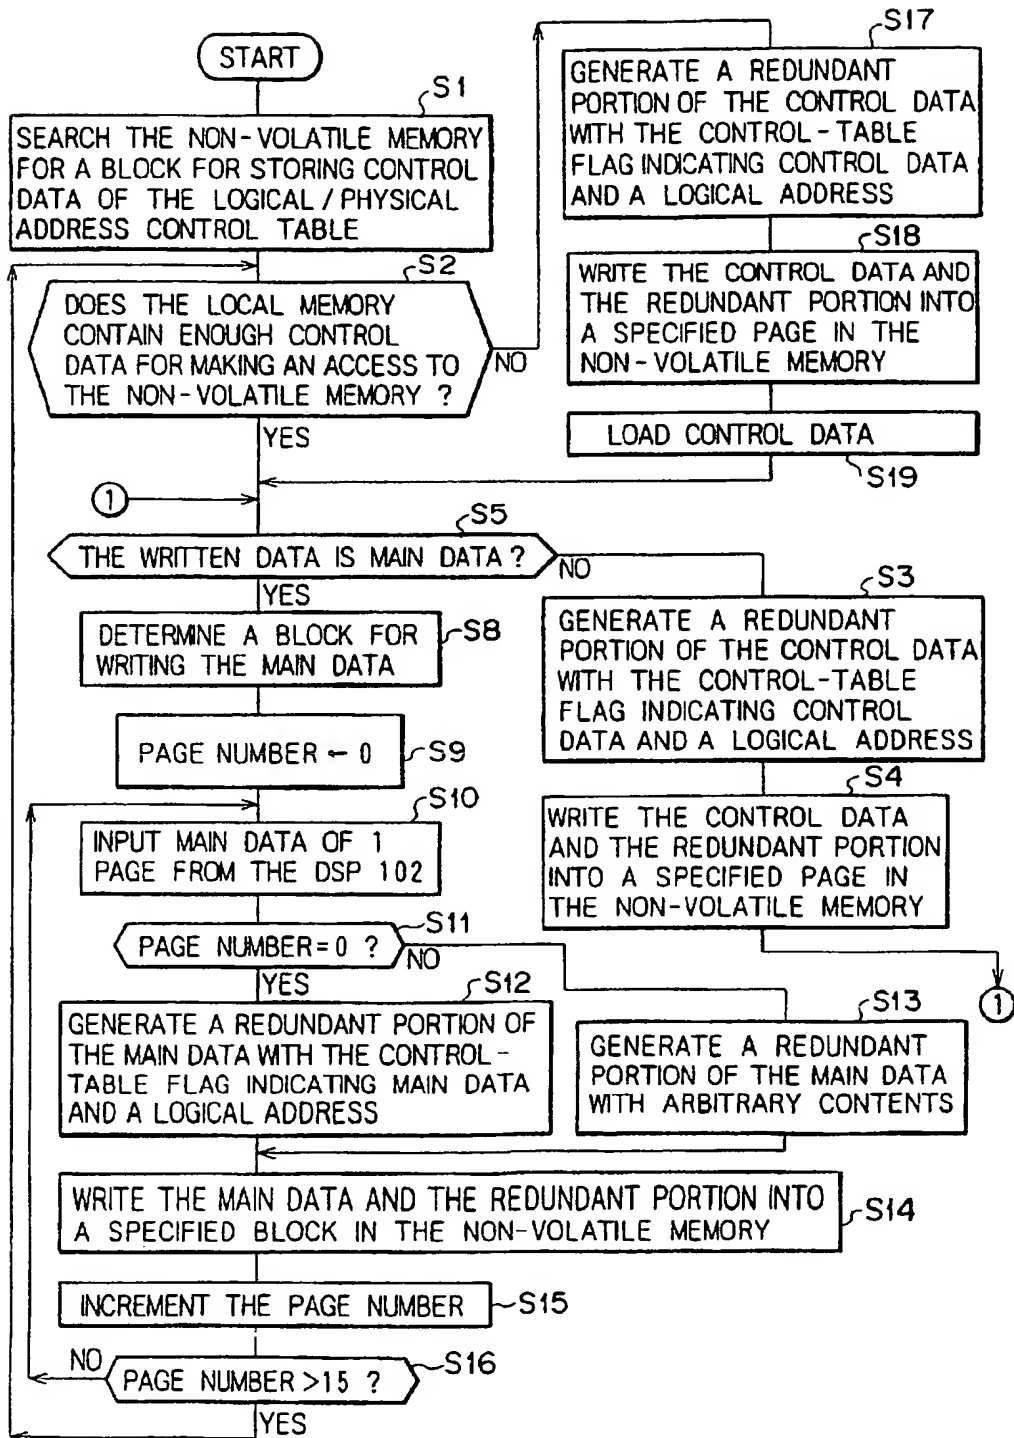 START
S1
SEARCH THE NON-VOLATILE MEMORY
FOR A BLOCK FOR STORING CONTROL
DATA OF THE LOGICAL / PHYSICAL
ADDRESS CONTROL TABLE
S2
DOES THE LOCAL MEMORY
CONTAIN ENOUGH CONTROL
DATA FOR MAKING AN ACCESS TO
THE NON-VOLATILE MEMORY ?
NO
YES
S17
GENERATE A REDUNDANT
PORTION OF THE CONTROL DATA
WITH THE CONTROL-TABLE
FLAG INDICATING CONTROL DATA
AND A LOGICAL ADDRESS
S18
WRITE THE CONTROL DATA AND
THE REDUNDANT PORTION INTO
A SPECIFIED PAGE IN THE
NON-VOLATILE MEMORY
LOAD CONTROL DATA
S19
1
S5
THE WRITTEN DATA IS MAIN DATA ?
NO
YES
S3
GENERATE A REDUNDANT
PORTION OF THE CONTROL DATA
WITH THE CONTROL-TABLE
FLAG INDICATING CONTROL
DATA AND A LOGICAL ADDRESS
S4
WRITE THE CONTROL DATA
AND THE REDUNDANT PORTION
INTO A SPECIFIED PAGE IN
THE NON-VOLATILE MEMORY
1
S8
DETERMINE A BLOCK FOR
WRITING THE MAIN DATA
PAGE NUMBER ← 0
S9
S10
INPUT MAIN DATA OF 1
PAGE FROM THE DSP 102
S11
PAGE NUMBER=0 ?
NO
YES
S12
GENERATE A REDUNDANT PORTION OF
THE MAIN DATA WITH THE CONTROL-
TABLE FLAG INDICATING MAIN DATA
AND A LOGICAL ADDRESS
S13
GENERATE A REDUNDANT
PORTION OF THE MAIN DATA
WITH ARBITRARY CONTENTS
WRITE THE MAIN DATA AND THE REDUNDANT PORTION INTO
A SPECIFIED BLOCK IN THE NON-VOLATILE MEMORY
S14
INCREMENT THE PAGE NUMBER
S15
NO
PAGE NUMBER >15 ?
S16
YES